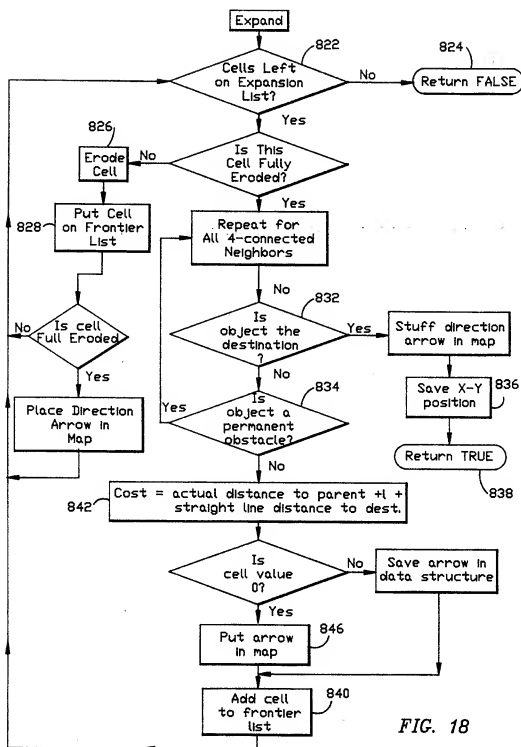 Expand
822
Cells Left
on Expansion
List?
No
824
Return FALSE
Yes
826
Erode
Cell
No
Is This
Cell Fully
Eroded?
Yes
828
Put Cell
on Frontier
List
Repeat for
All 4-connected
Neighbors
No
832
No
Is cell
Full Eroded
Yes
Is
object the
destination
?
Yes
Stuff direction
arrow in map
No
834
Save X-Y
position
836
Place Direction
Arrow in
Map
Yes
Is
object a
permanent
obstacle?
Return TRUE
838
No
842
Cost = actual distance to parent +1 +
straight line distance to dest.
Is
cell value
0?
No
Save arrow in
data structure
Yes
Put arrow
in map
846
840
Add cell
to frontier
list
FIG. 18